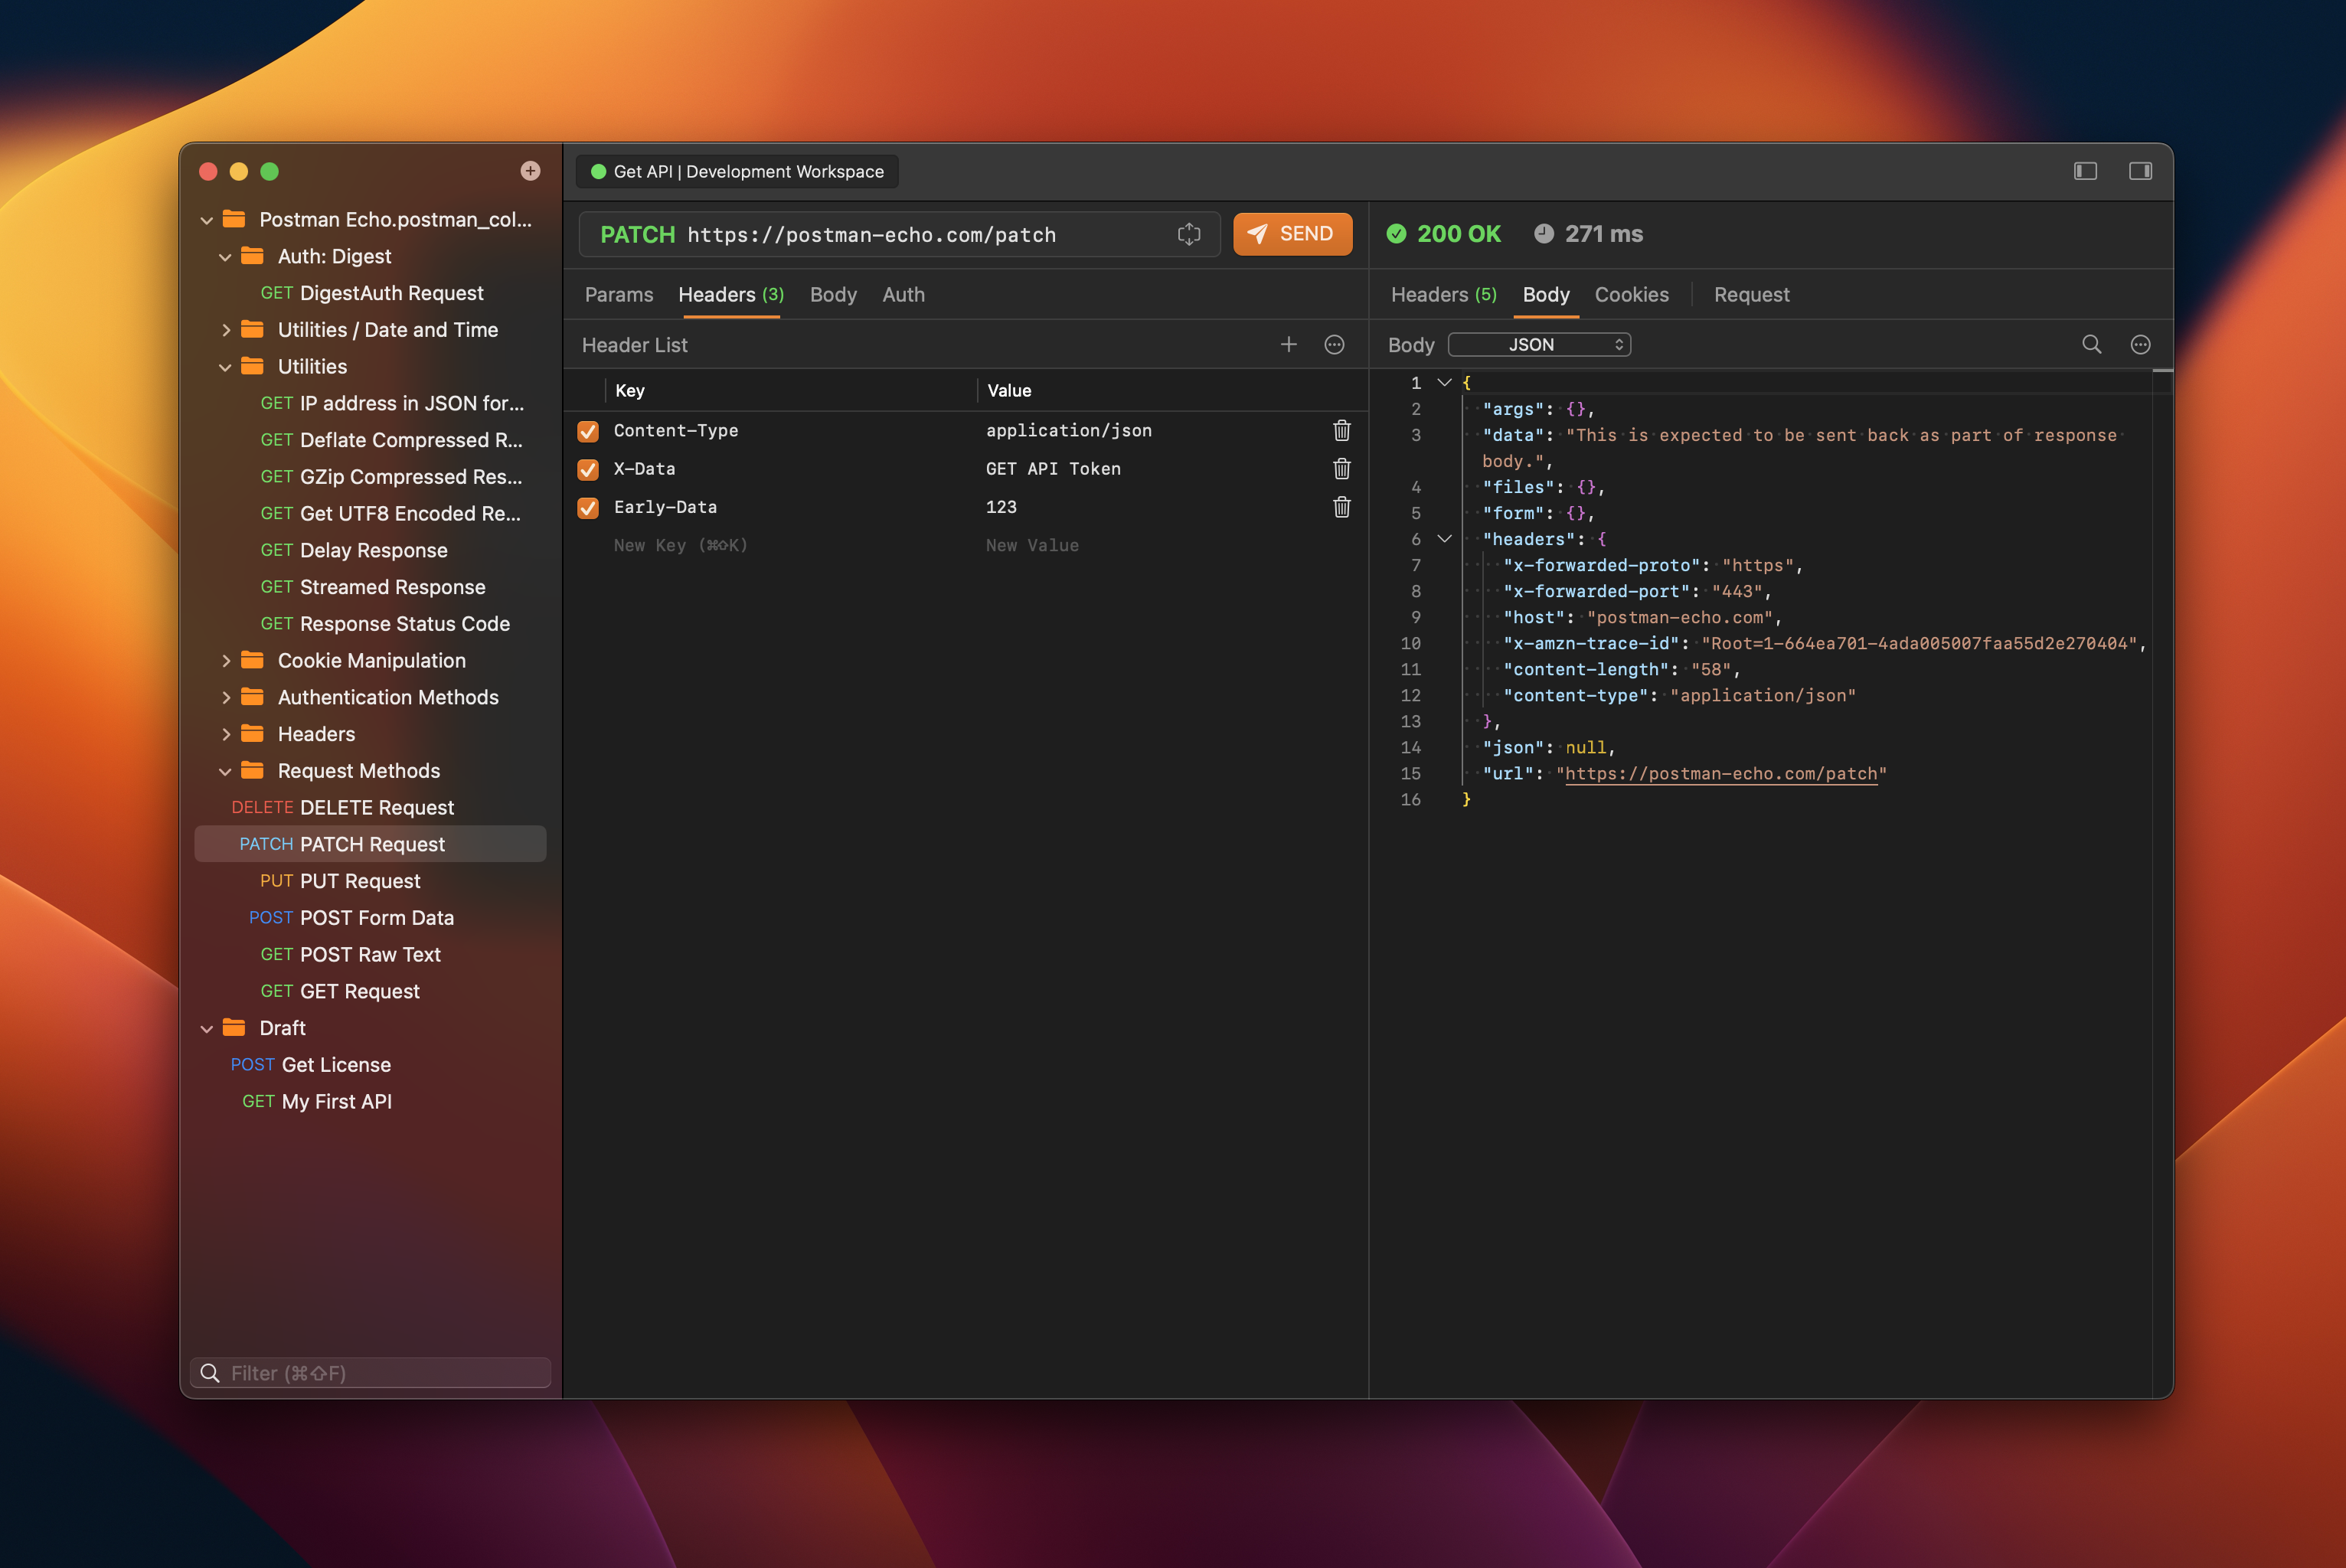 Postman Echo.postman_col...
Auth: Digest
GET DigestAuth Request
Utilities / Date and Time
Utilities
GET IP address in JSON for...
GET Deflate Compressed R...
GET GZip Compressed Res...
GET Get UTF8 Encoded Re...
GET Delay Response
GET Streamed Response
GET Response Status Code
Cookie Manipulation
Authentication Methods
Headers
Request Methods
DELETE DELETE Request
PATCH PATCH Request
PUT PUT Request
POST POST Form Data
GET POST Raw Text
GET GET Request
Draft
POST Get License
GET My First API
Filter (⌘⇧F)
Get API | Development Workspace
PATCH https://postman-echo.com/patch
SEND
Params Headers (3) Body Auth
Header List
Key Value
Content-Type application/json
X-Data GET API Token
Early-Data 123
New Key (⌘⇧K) New Value
200 OK 271 ms
Headers (5) Body Cookies Request
Body JSON
1 {
2 "args": {},
3 "data": "This is expected to be sent back as part of response
body.",
4 "files": {},
5 "form": {},
6 "headers": {
7 "x-forwarded-proto": "https",
8 "x-forwarded-port": "443",
9 "host": "postman-echo.com",
10 "x-amzn-trace-id": "Root=1-664ea701-4ada005007faa55d2e270404",
11 "content-length": "58",
12 "content-type": "application/json"
13 },
14 "json": null,
15 "url": "https://postman-echo.com/patch"
16 }